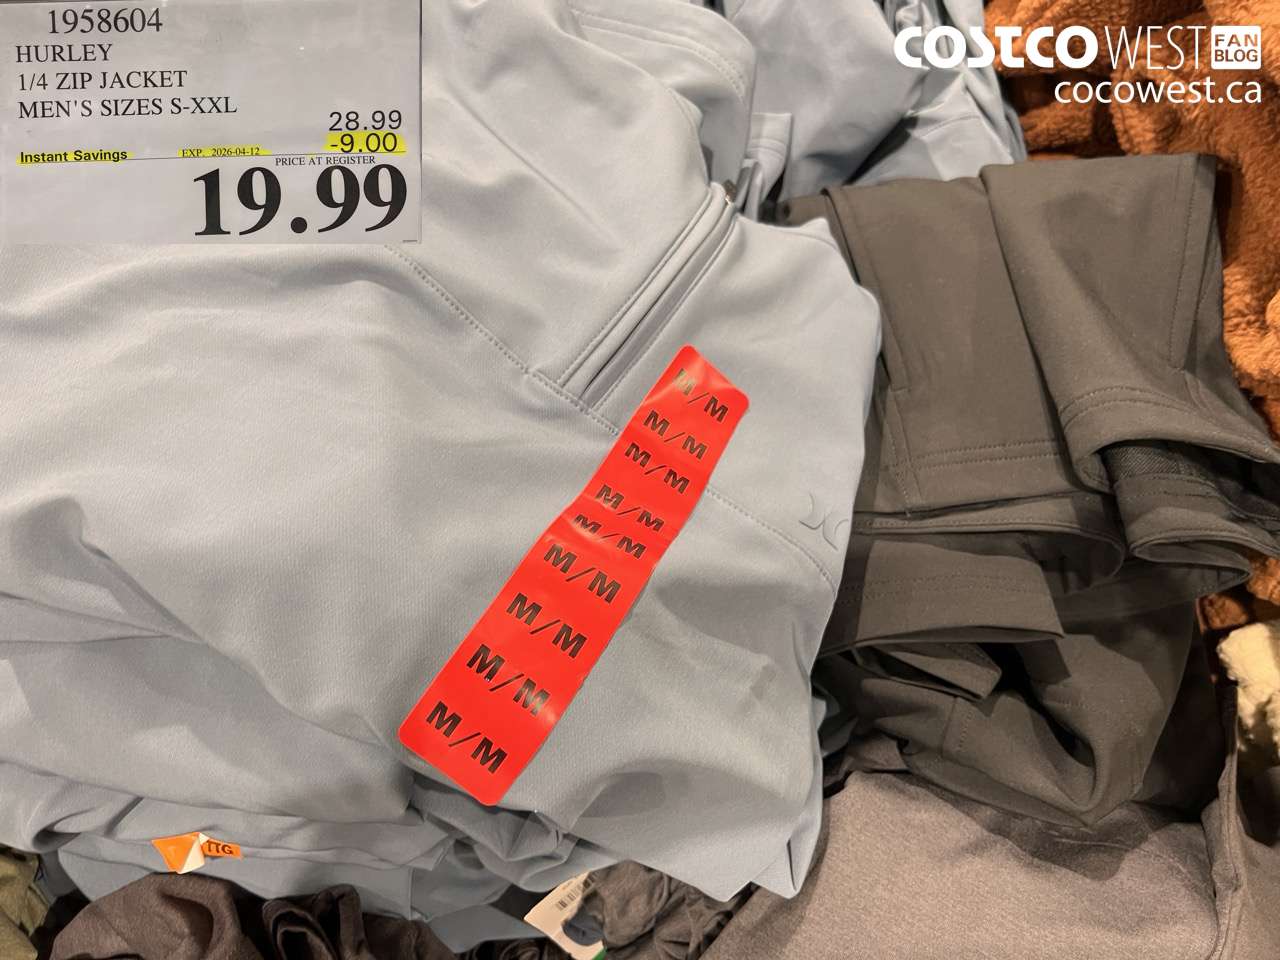 1958604
HURLEY
1/4 ZIP JACKET
MEN'S SIZES S-XXL
28.99
-9.00
Instant Savings EXP. 2026-04-12
PRICE AT REGISTER
19.99
COSTCO WEST FAN BLOG
cocowest.ca
M/M
M/M
M/M
M/M
M/M
M/M
M/M
M/M
M/M